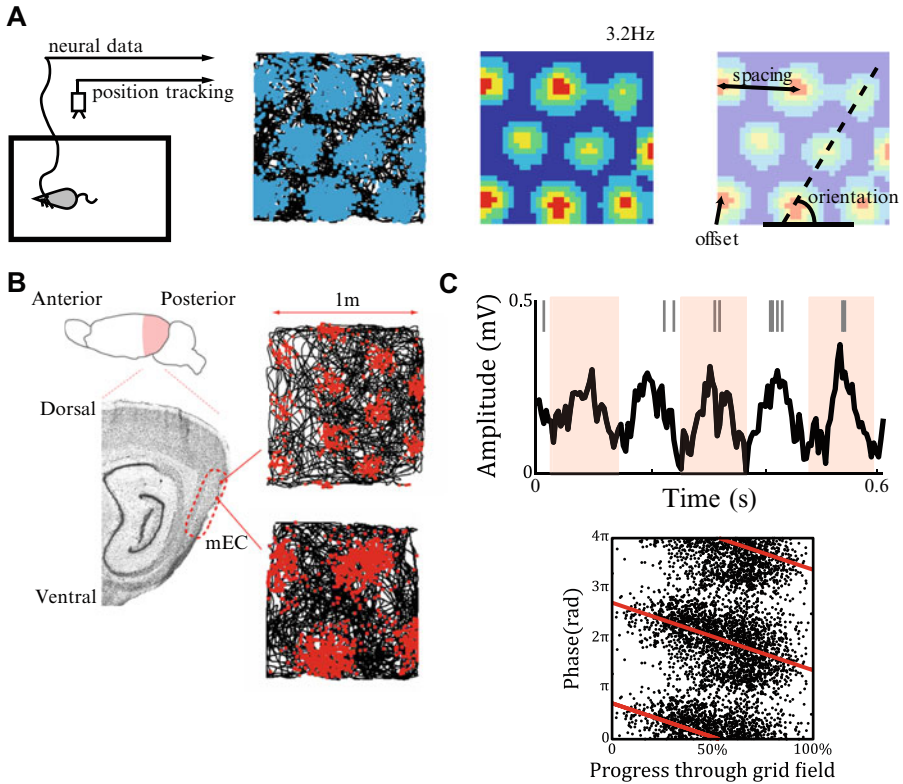 A
neural data
position tracking
3.2Hz
spacing
orientation
offset
B
Anterior
Posterior
Dorsal
mEC
Ventral
1m
C
0.5
Amplitude (mV)
0
0
Time (s)
0.6
4π
3π
2π
π
0
Phase(rad)
0
50%
100%
Progress through grid field